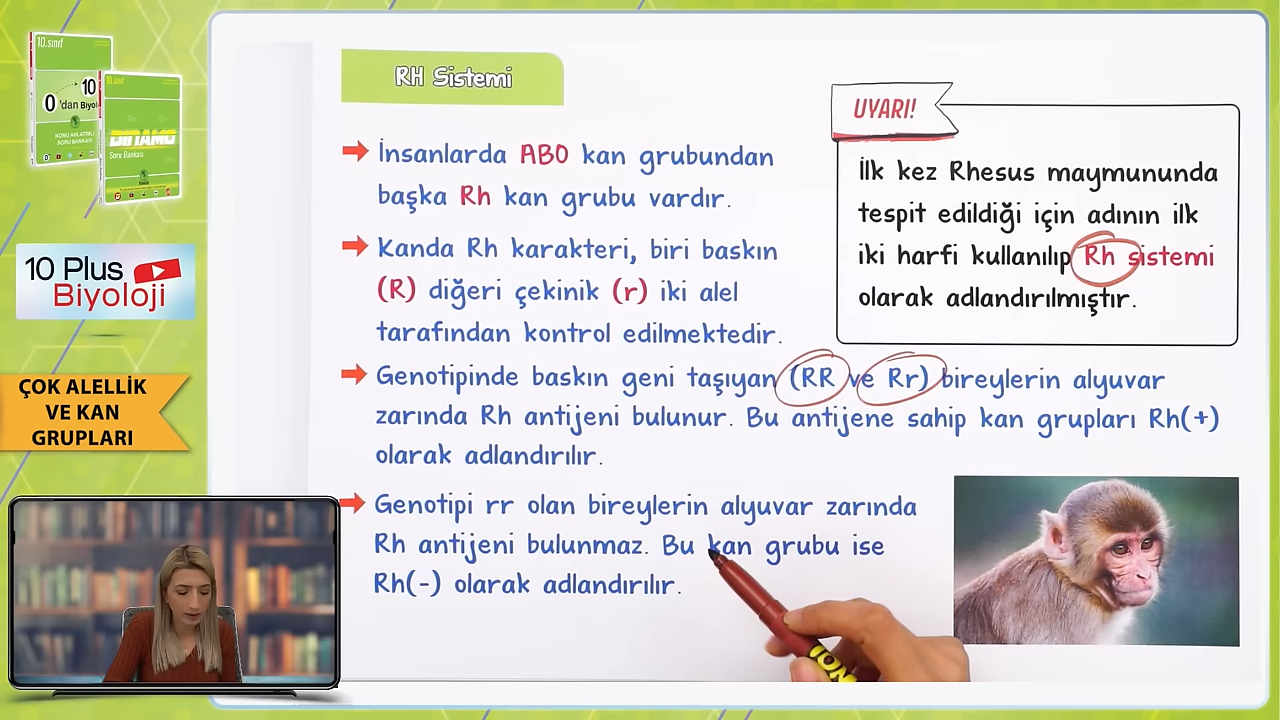 10.sınıf
0'dan
10
Biyoloji
KONU ANLATIMLI
SORU BANKASI
10.sınıf
DİNAMO
Soru Bankası
10 Plus
Biyoloji
ÇOK ALELLİK
VE KAN
GRUPLARI
RH Sistemi
İnsanlarda ABO kan grubundan
başka Rh kan grubu vardır.
Kanda Rh karakteri, biri baskın
(R) diğeri çekinik (r) iki alel
tarafından kontrol edilmektedir.
UYARI!
İlk kez Rhesus maymununda
tespit edildiği için adının ilk
iki harfi kullanılıp Rh sistemi
olarak adlandırılmıştır.
Genotipinde baskın geni taşıyan (RR ve Rr) bireylerin alyuvar
zarında Rh antijeni bulunur. Bu antijene sahip kan grupları Rh(+)
olarak adlandırılır.
Genotipi rr olan bireylerin alyuvar zarında
Rh antijeni bulunmaz. Bu kan grubu ise
Rh(-) olarak adlandırılır.